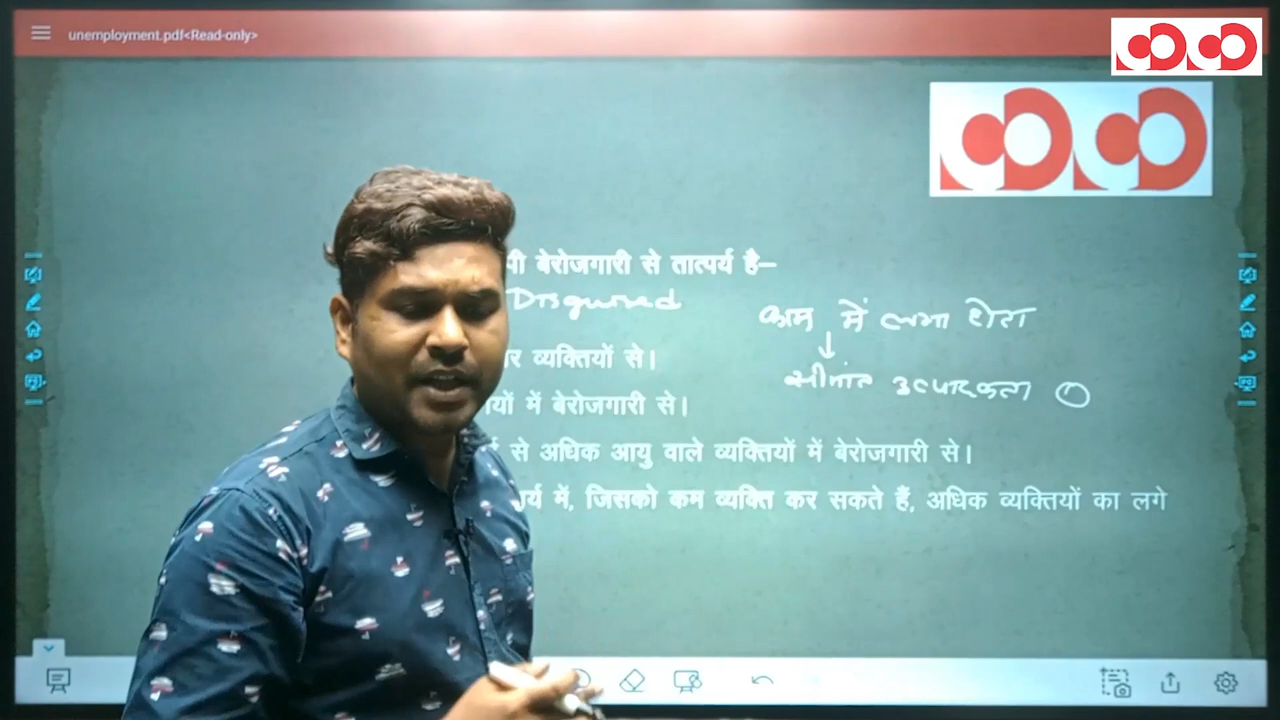 unemployment.pdf<Read-only>
पी बेरोजगारी से तात्पर्य है–
Disguised
काम में लगा होता
सीमांत उत्पादकता 0
र व्यक्तियों से।
यों में बेरोजगारी से।
से अधिक आयु वाले व्यक्तियों में बेरोजगारी से।
र्य में, जिसको कम व्यक्ति कर सकते हैं, अधिक व्यक्तियों का लगे